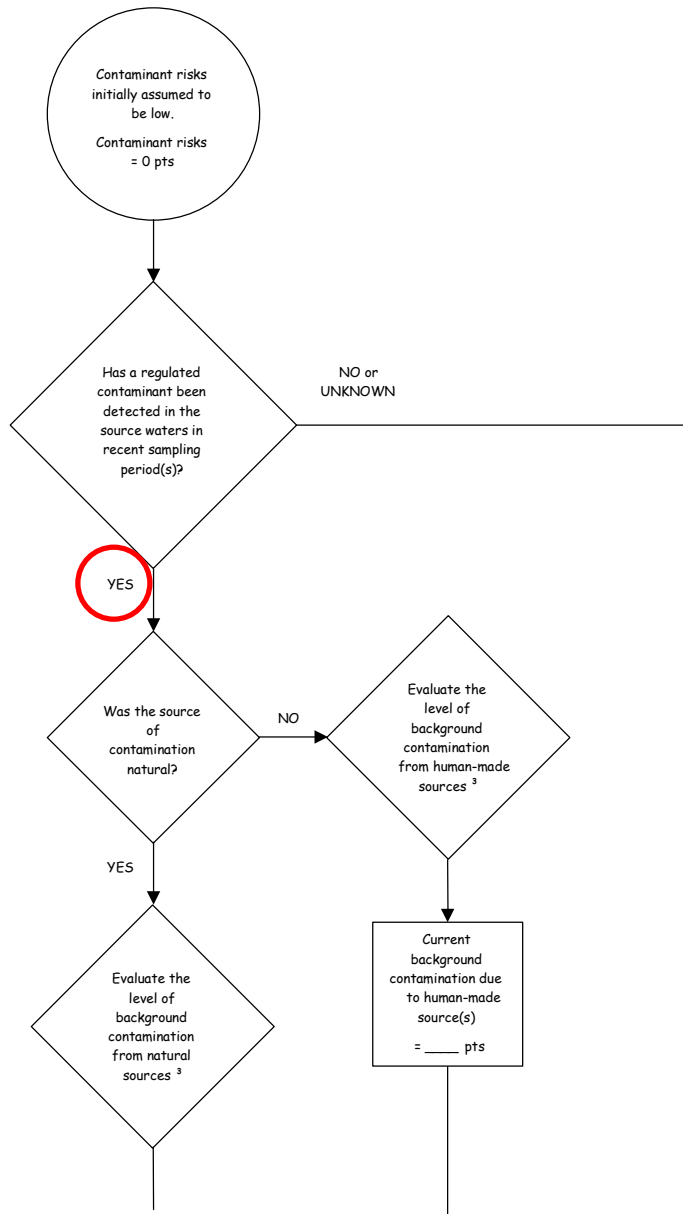 Contaminant risks
initially assumed to
be low.
Contaminant risks
= 0 pts
Has a regulated
contaminant been
detected in the
source waters in
recent sampling
period(s)?
NO or
UNKNOWN
YES
Was the source
of
contamination
natural?
NO
Evaluate the
level of
background
contamination
from human-made
sources ³
YES
Evaluate the
level of
background
contamination
from natural
sources ³
Current
background
contamination due
to human-made
source(s)
= ____ pts